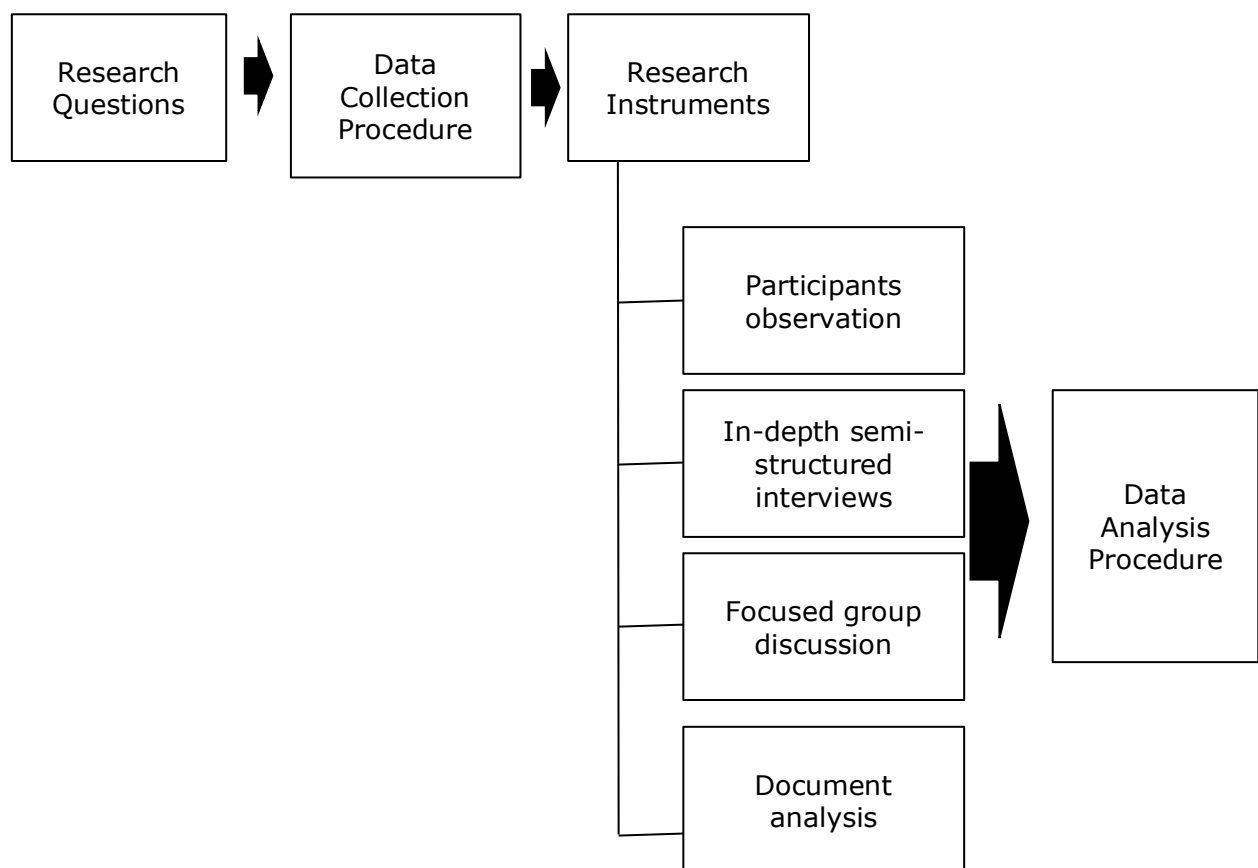 Research
Questions
Data
Collection
Procedure
Research
Instruments
Participants
observation
In-depth semi-
structured
interviews
Focused group
discussion
Document
analysis
Data
Analysis
Procedure